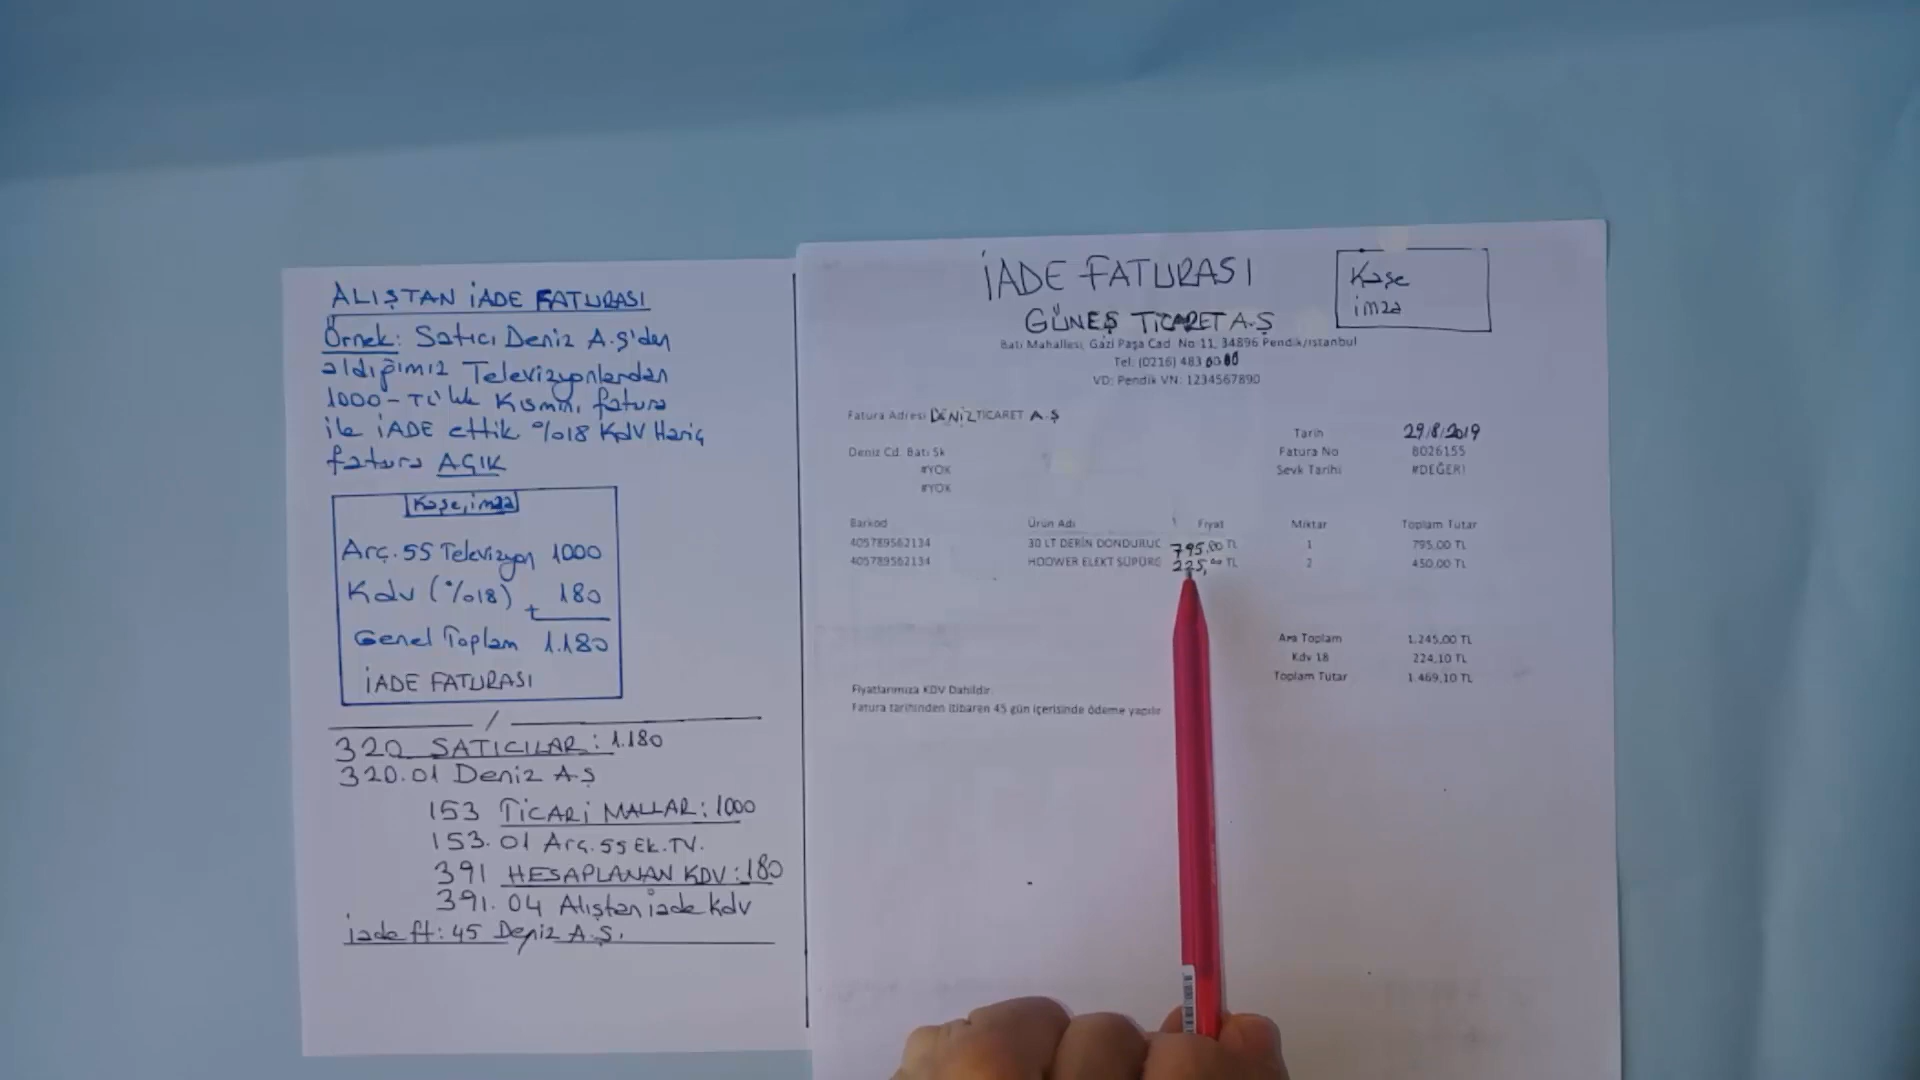 ALIŞTAN İADE FATURASI
Örnek: Satıcı Deniz A.Ş'den
aldığımız Televizyonlardan
1000-TL'lik Kısmını fatura
ile İADE ettik %18 KdV Hariç
fatura AÇIK
Kaşe, imza
Arç. 55 Televizyon 1000
Kdv (%18) + 180
Genel Toplam 1.180
İADE FATURASI
/
320 SATICILAR: 1.180
320.01 Deniz A.Ş
153 TİCARİ MALLAR: 1000
153.01 Arç. 55 Ek. TV.
391 HESAPLANAN KDV: 180
391.04 Alıştan iade Kdv
iade ft: 45 Deniz A.Ş.
İADE FATURASI
Kaşe
imza
GÜNEŞ TİCARET A.Ş
Batı Mahallesi, Gazi Paşa Cad. No 11, 34896 Pendik/İstanbul
Tel: (0216) 483 00 00
VD: Pendik VN: 1234567890
Fatura Adresi DENİZ TİCARET A.Ş
Deniz Cd. Batı Sk
#YOK
#YOK
Tarih 29/8/2019
Fatura No 8026155
Sevk Tarihi #DEĞER!
Barkod Ürün Adı Fiyat Miktar Toplam Tutar
405789562134 30 LT DERİN DONDURUC 795,00 TL 1 795,00 TL
405789562134 HOOWER ELEKT SÜPÜRG 225,00 TL 2 450,00 TL
Ara Toplam 1.245,00 TL
Kdv 18 224,10 TL
Toplam Tutar 1.469,10 TL
Fiyatlarımıza KDV Dahildir.
Fatura tarihinden itibaren 45 gün içerisinde ödeme yapılır